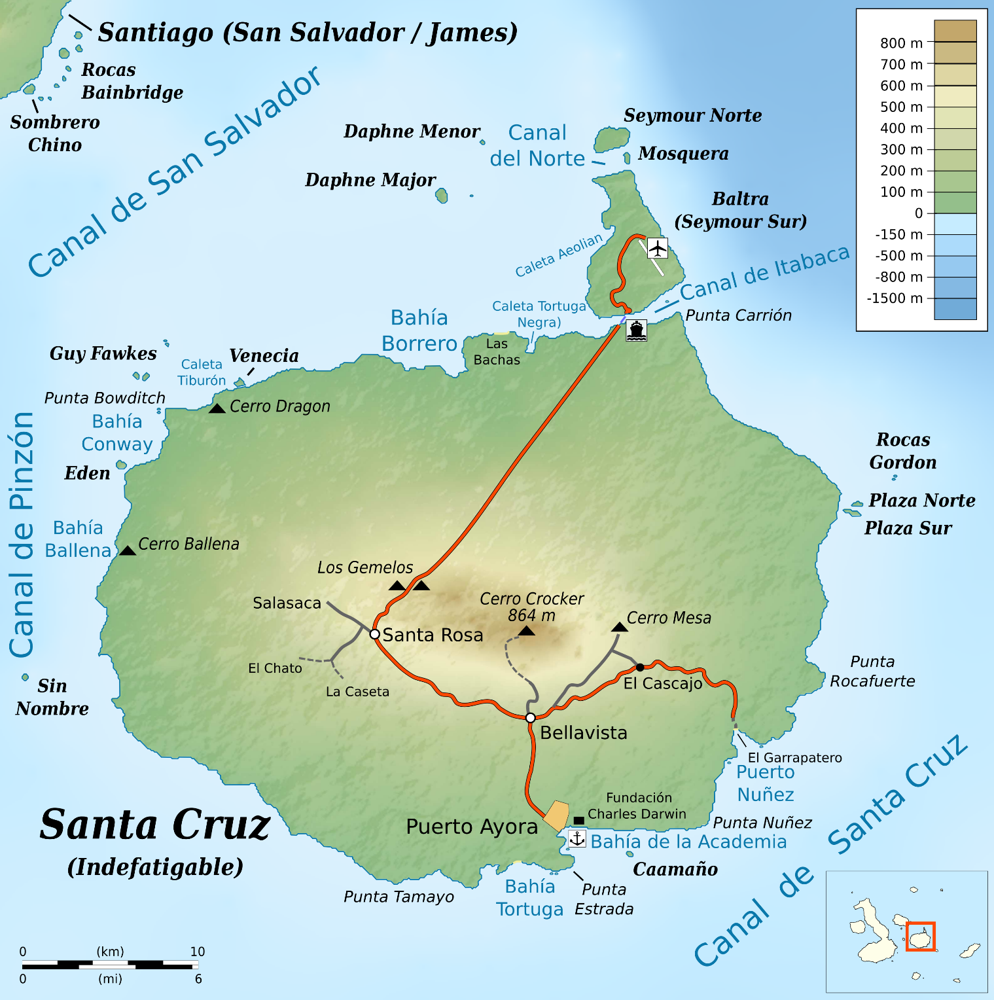 Santiago (San Salvador / James)
Rocas
Bainbridge
Sombrero
Chino
Canal de San Salvador
Daphne Menor
Canal
del Norte
Seymour Norte
Mosquera
Daphne Major
Baltra
(Seymour Sur)
Caleta Aeolian
Canal de Itabaca
Caleta Tortuga
Negra)
Punta Carrión
Bahía
Borrero
Las
Bachas
Guy Fawkes
Caleta
Tiburón
Venecia
Punta Bowditch
Cerro Dragon
Bahía
Conway
Eden
Canal de Pinzón
Bahía
Ballena
Cerro Ballena
Rocas
Gordon
Plaza Norte
Plaza Sur
Los Gemelos
Salasaca
Cerro Crocker
864 m
Cerro Mesa
Santa Rosa
El Chato
La Caseta
El Cascajo
Punta
Rocafuerte
Sin
Nombre
Bellavista
El Garrapatero
Puerto
Nuñez
Fundación
Charles Darwin
Punta Nuñez
Puerto Ayora
Bahía de la Academia
Caamaño
Santa Cruz
(Indefatigable)
Punta Tamayo
Bahía
Tortuga
Punta
Estrada
Canal de Santa Cruz
800 m
700 m
600 m
500 m
400 m
300 m
200 m
100 m
0
-150 m
-500 m
-800 m
-1500 m
0 (km) 10
0 (mi) 6